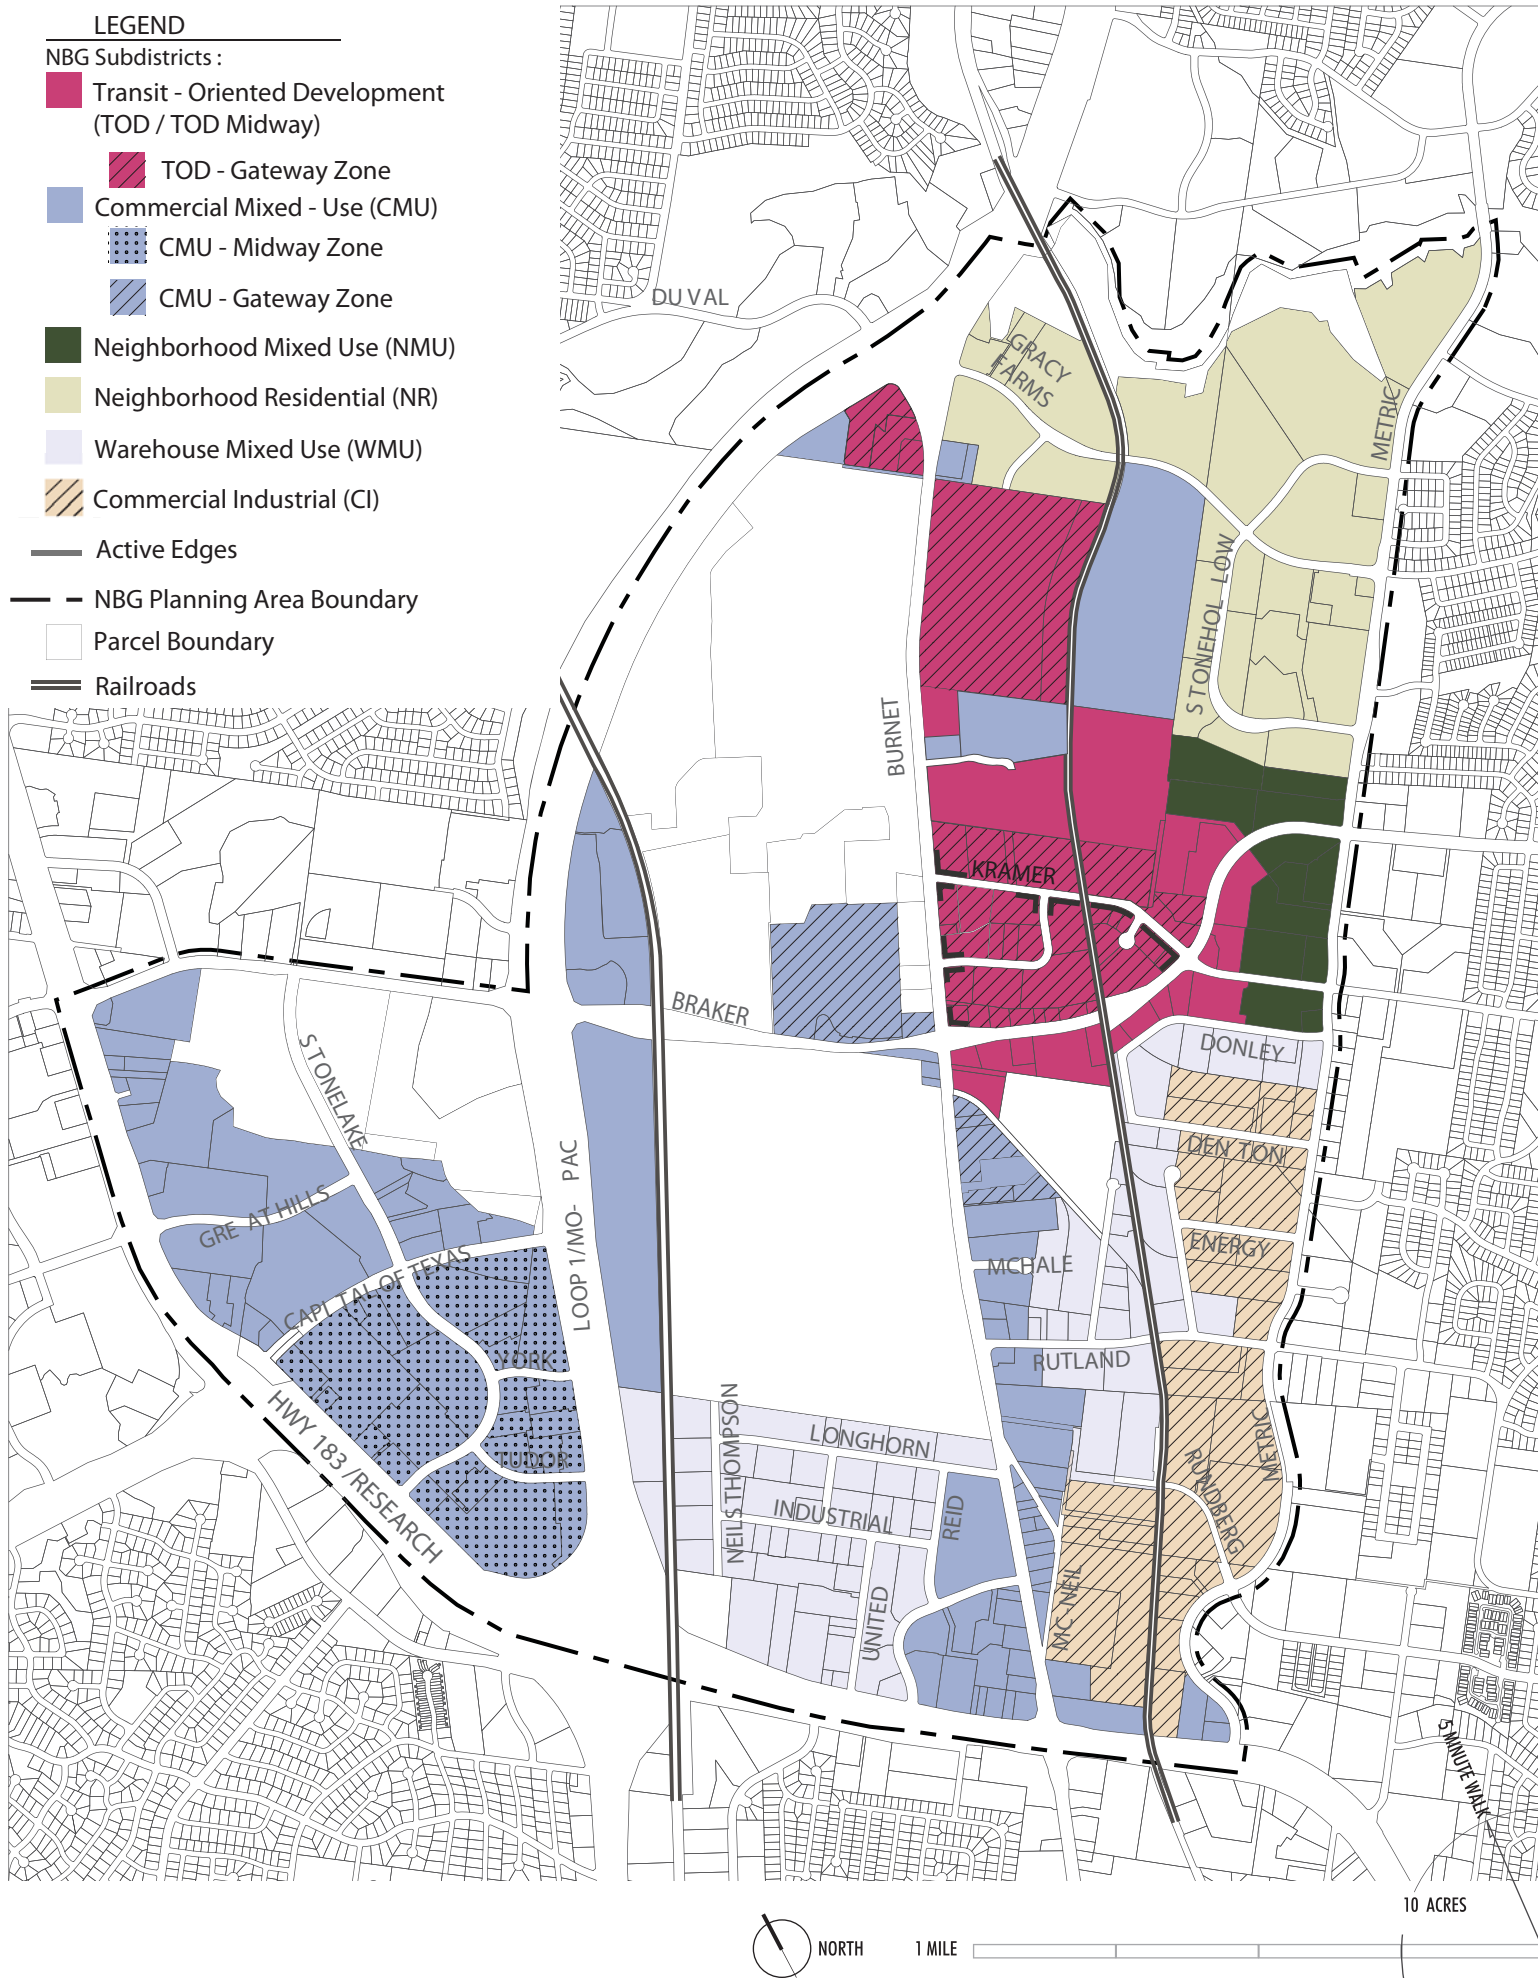 LEGEND
NBG Subdistricts :
Transit - Oriented Development
(TOD / TOD Midway)
TOD - Gateway Zone
Commercial Mixed - Use (CMU)
CMU - Midway Zone
CMU - Gateway Zone
Neighborhood Mixed Use (NMU)
Neighborhood Residential (NR)
Warehouse Mixed Use (WMU)
Commercial Industrial (CI)
Active Edges
NBG Planning Area Boundary
Parcel Boundary
Railroads
DU VAL
GRACY
FARMS
METRIC
S TONEHOL LOW
BURNET
KRAMER
BRAKER
DONLEY
S TONELAKE
DEN TON
LOOP 1/MO- PAC
GRE AT HILLS
ENERGY
CAPI TAL OF TEXAS
MCHALE
YORK
RUTLAND
HWY 183 /RESEARCH
NEILS THOMPSON
LONGHORN
METRIC
TUDOR
RUNDBERG
INDUSTRIAL
REID
UNITED
MC NEIL
5 MINUTE WALK
10 ACRES
NORTH
1 MILE